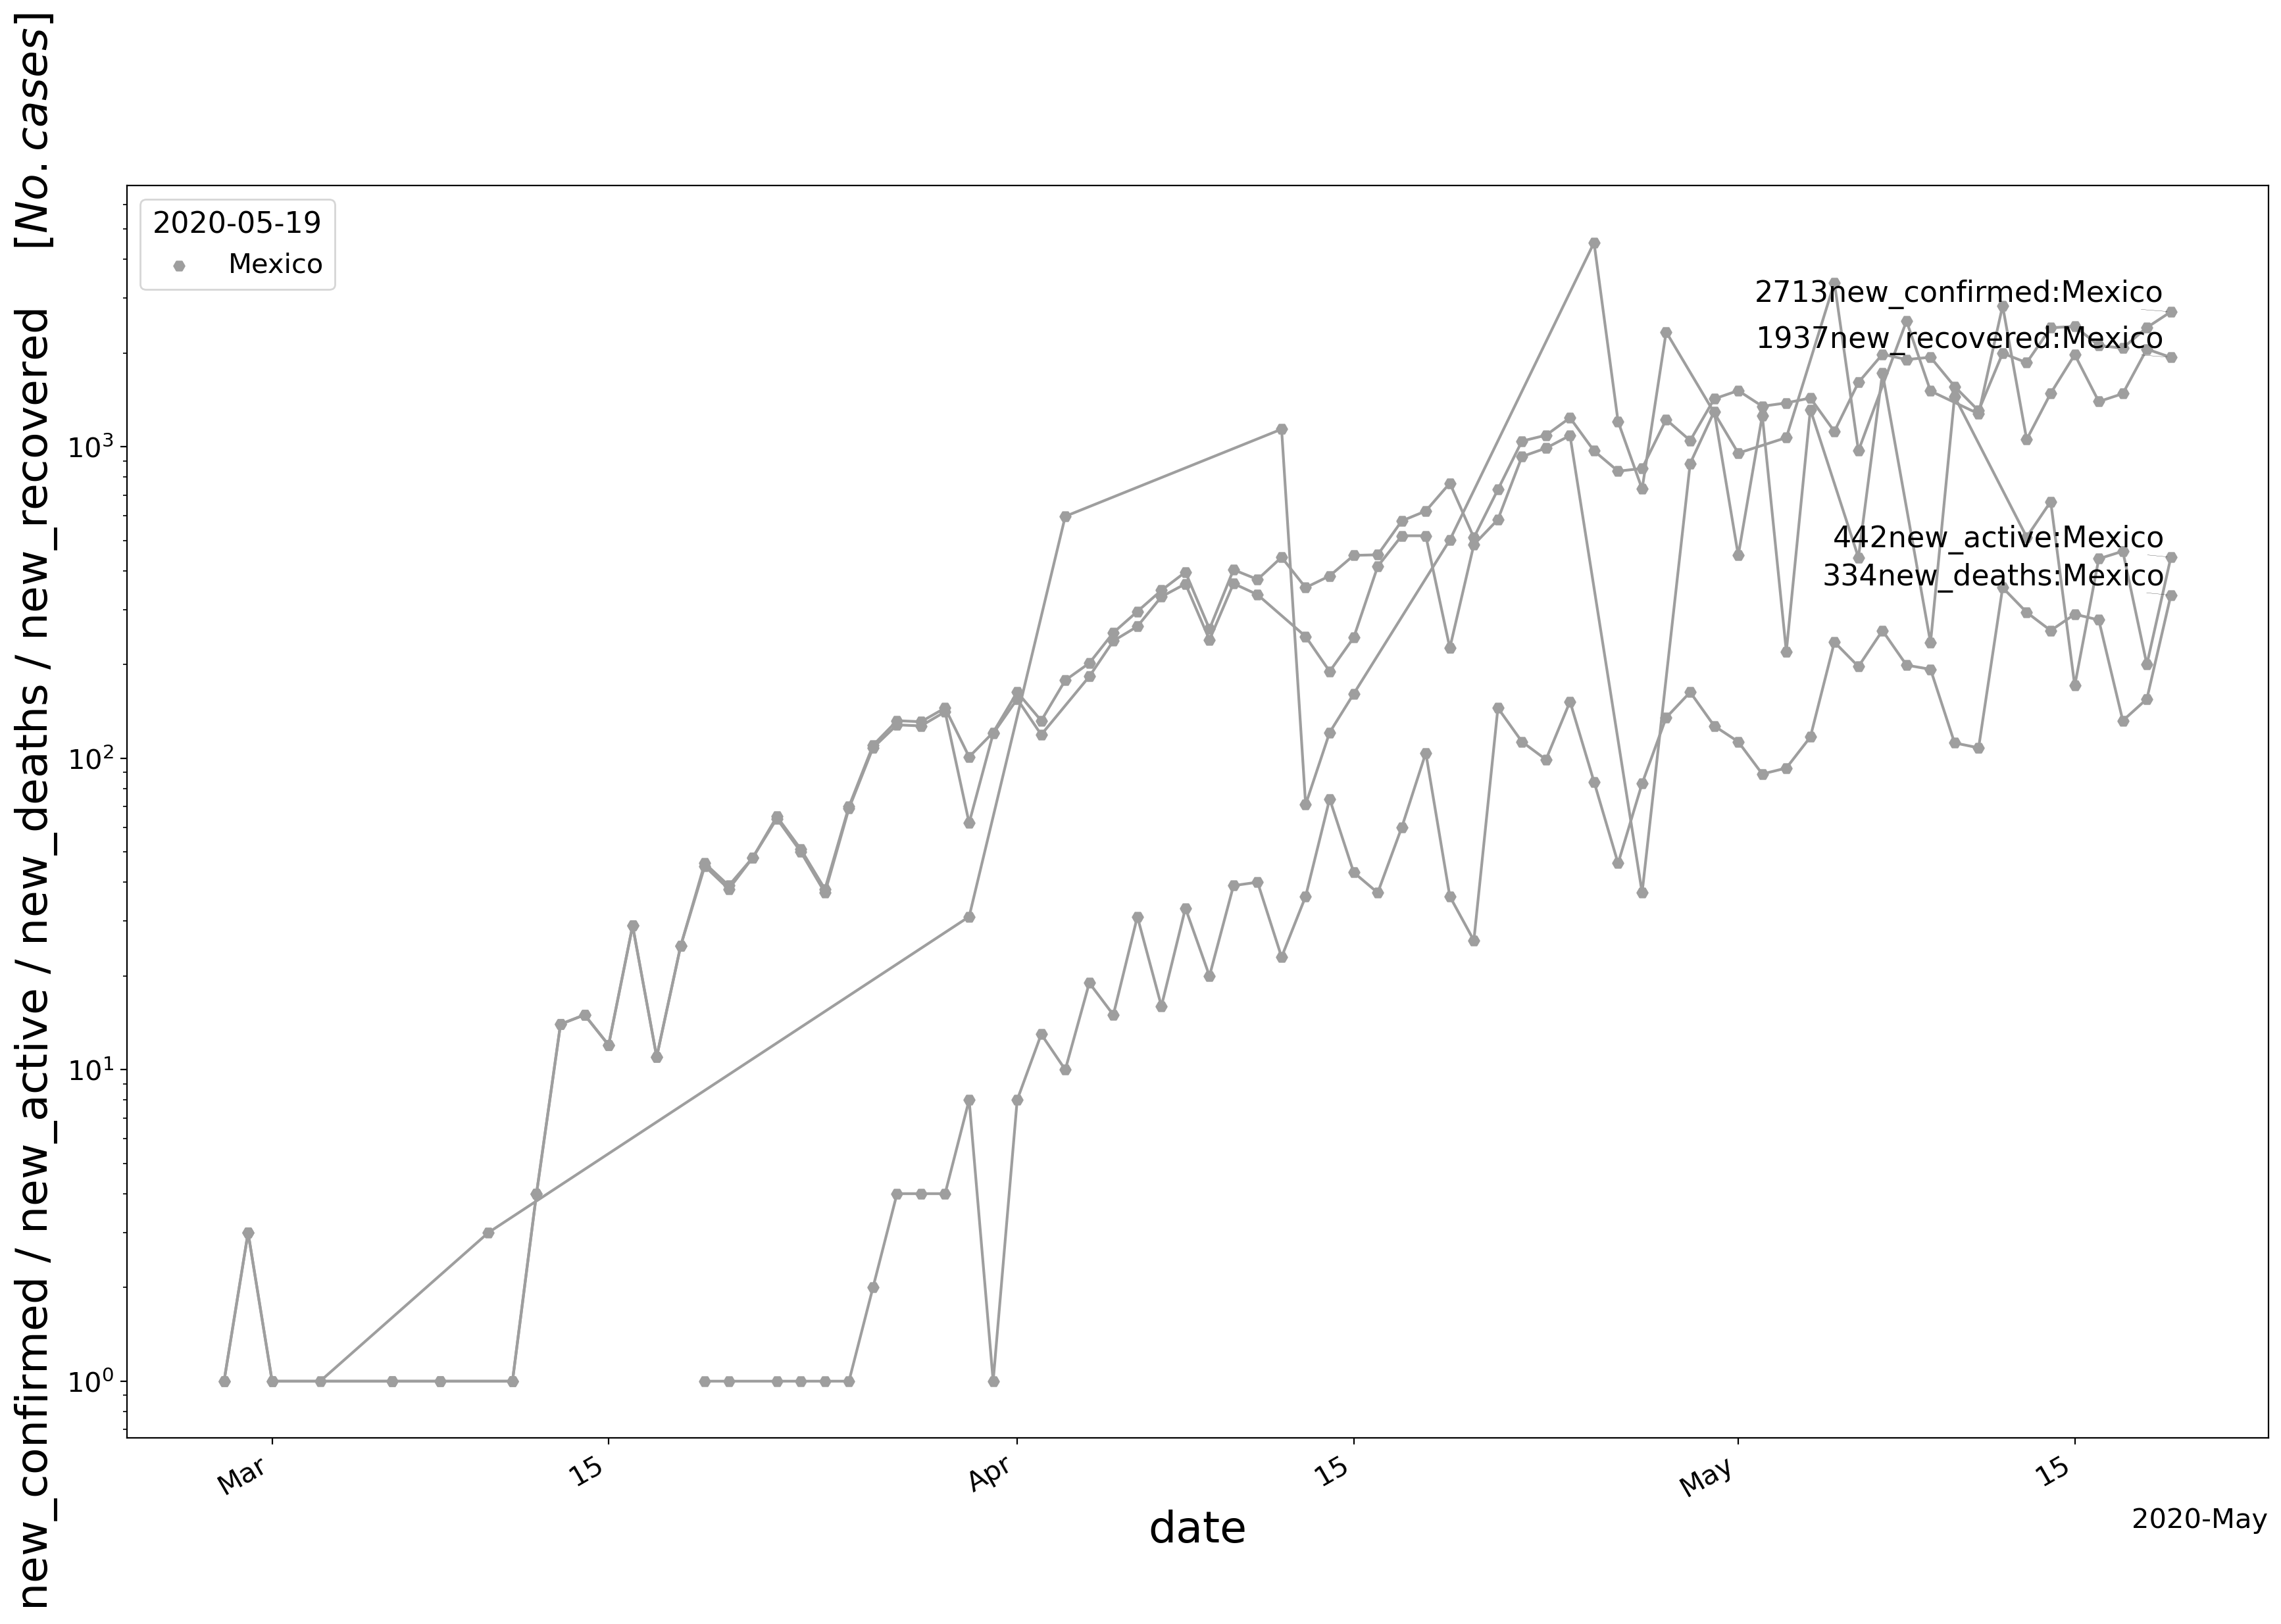 new_confirmed / new_active / new_deaths / new_recovered [No. cases]
2020-05-19
Mexico
2713new_confirmed:Mexico
1937new_recovered:Mexico
442new_active:Mexico
334new_deaths:Mexico
10³
10²
10¹
10⁰
Mar
15
Apr
15
May
15
date
2020-May